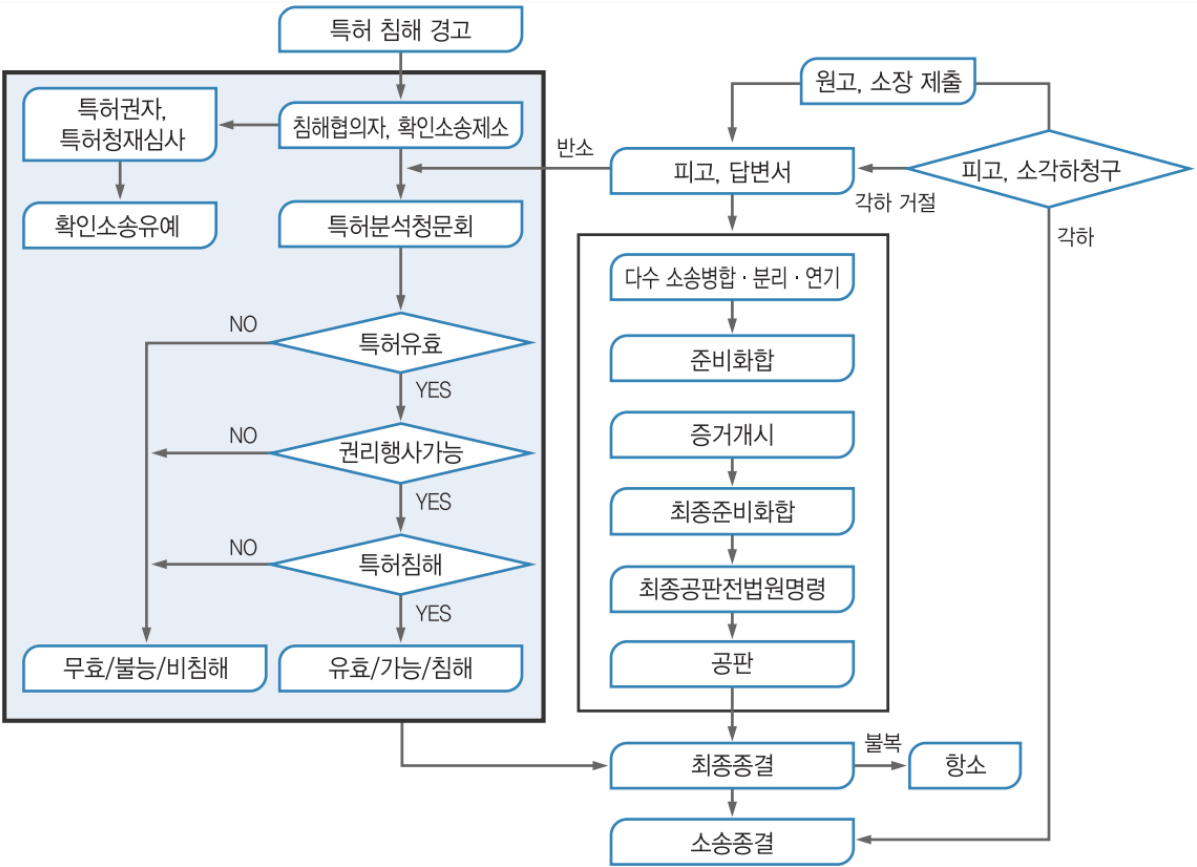 특허 침해 경고
특허권자,
특허청재심사
침해협의자, 확인소송제소
확인소송유예
특허분석청문회
NO
특허유효
YES
NO
권리행사가능
YES
NO
특허침해
YES
무효/불능/비침해
유효/가능/침해
원고, 소장 제출
반소
피고, 답변서
피고, 소각하청구
각하 거절
각하
다수 소송병합 · 분리 · 연기
준비화합
증거개시
최종준비화합
최종공판전법원명령
공판
최종종결
불복
항소
소송종결